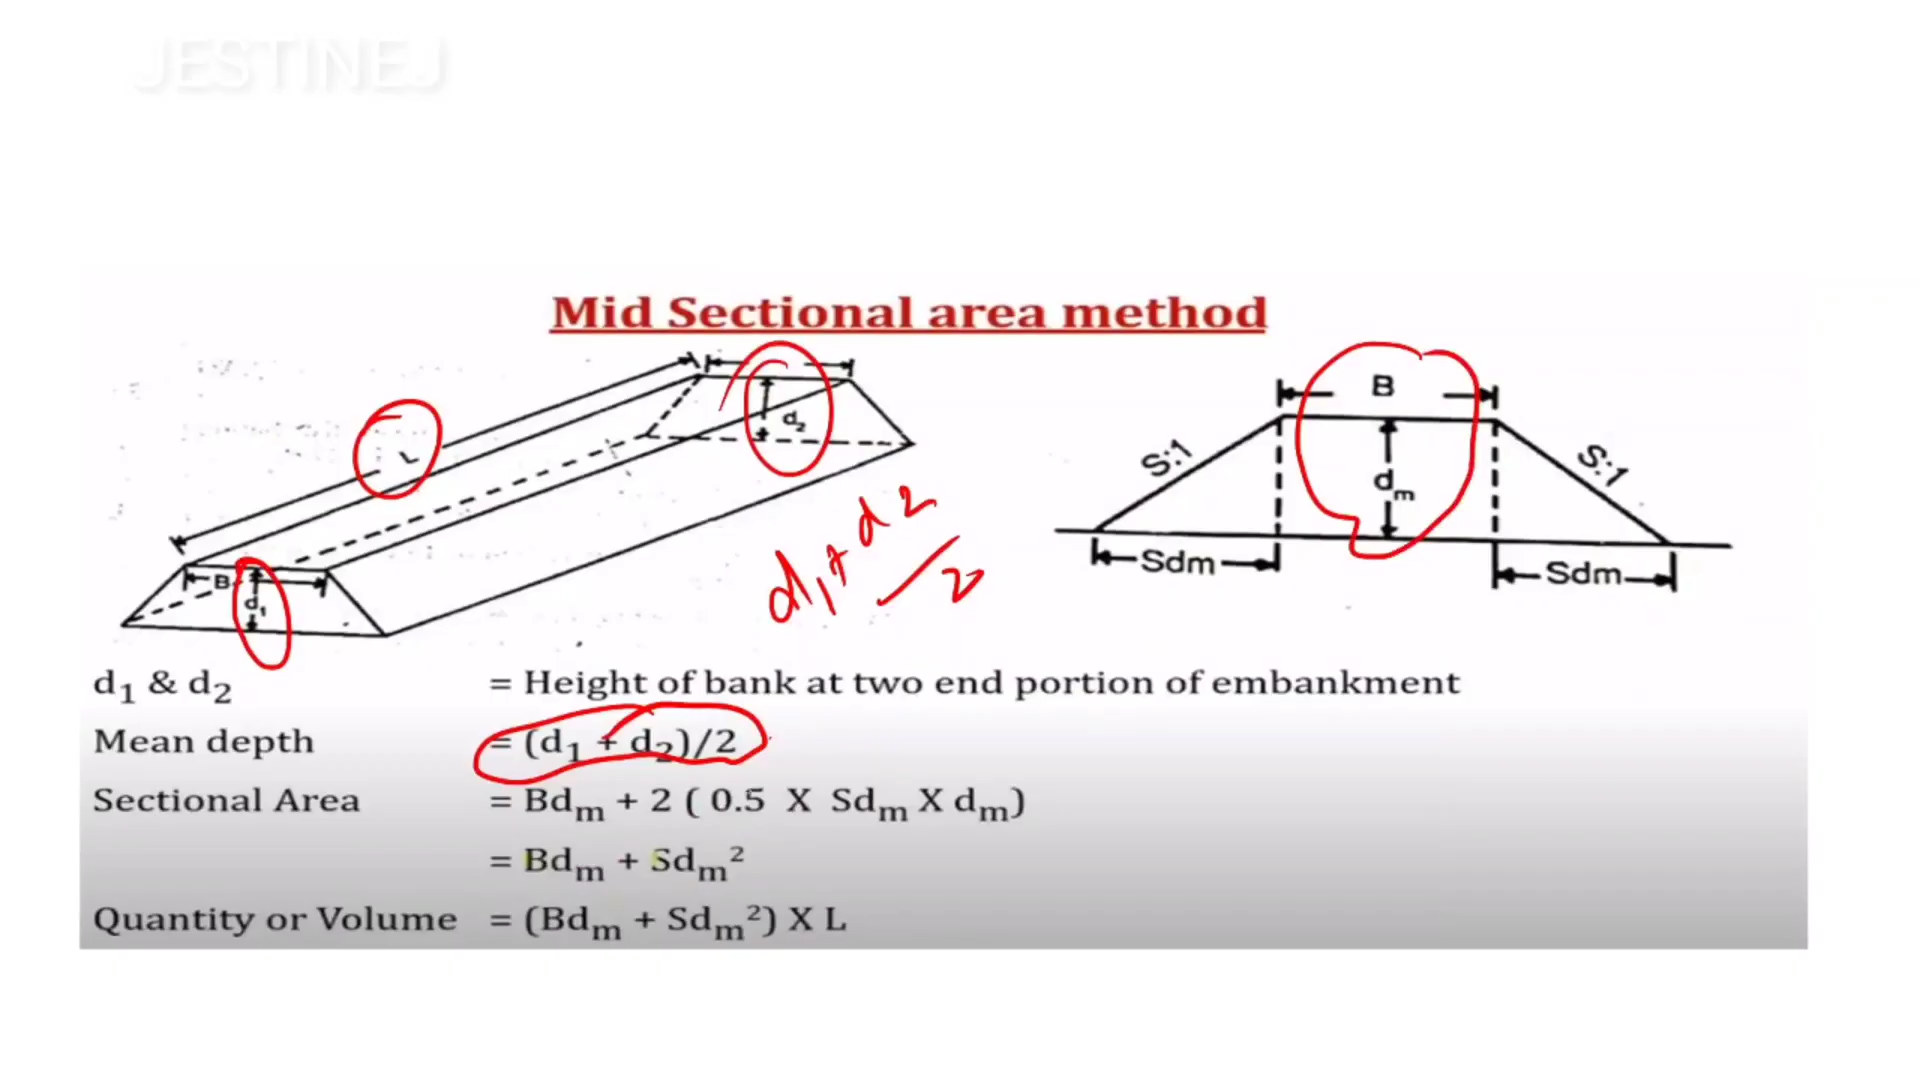 JESTINEJ
Mid Sectional area method
L
d₂
B
d₁
B
dₘ
S:1
S:1
Sdm
Sdm
d₁ + d2 / 2
d₁ & d₂ = Height of bank at two end portion of embankment
Mean depth = (d₁ + d₂)/2
Sectional Area = Bdₘ + 2 ( 0.5 X Sdₘ X dₘ)
= Bdₘ + Sdₘ²
Quantity or Volume = (Bdₘ + Sdₘ²) X L